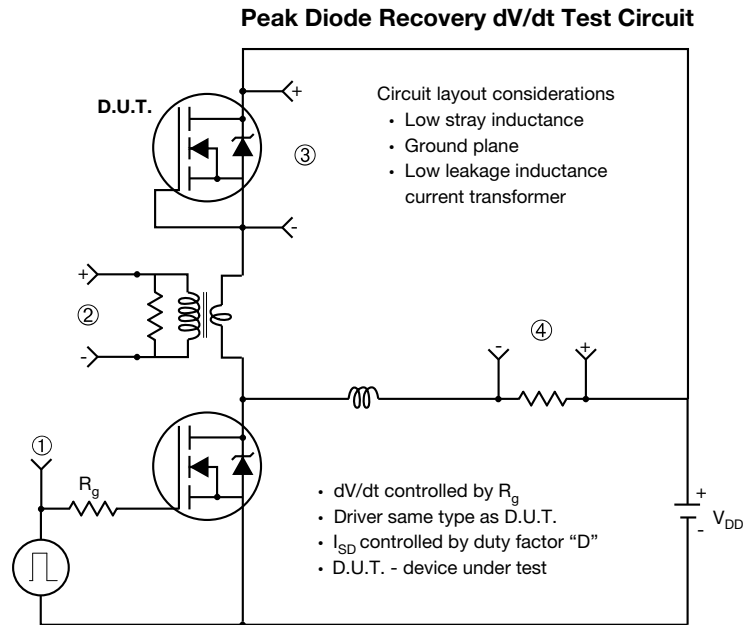 Peak Diode Recovery dV/dt Test Circuit
D.U.T.
+
Circuit layout considerations
• Low stray inductance
• Ground plane
• Low leakage inductance
current transformer
③
-
+
②
-
-
④
+
①
Rg
• dV/dt controlled by Rg
• Driver same type as D.U.T.
• ISD controlled by duty factor “D”
• D.U.T. - device under test
+
-
VDD